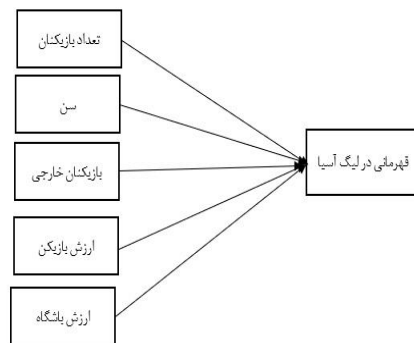 تعداد بازیکنان
سن
بازیکنان خارجی
ارزش بازیکن
ارزش باشگاه
قهرمانی در لیگ آسیا